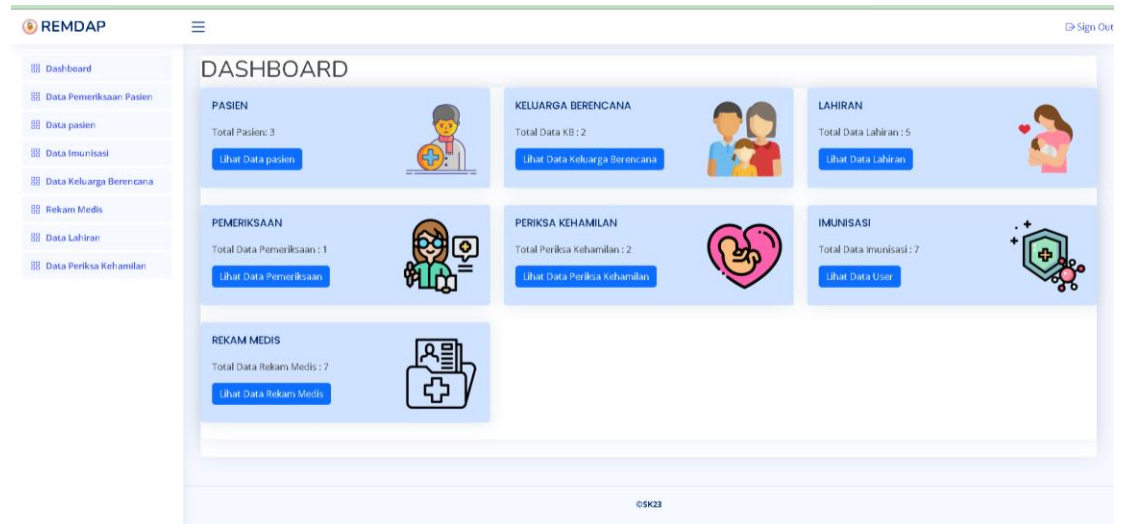 REMDAP
Sign Out
Dashboard
Data Pemeriksaan Pasien
Data pasien
Data Imunisasi
Data Keluarga Berencana
Rekam Medis
Data Lahiran
Data Periksa Kehamilan
DASHBOARD
PASIEN
Total Pasien: 3
Lihat Data pasien
KELUARGA BERENCANA
Total Data KB : 2
Lihat Data Keluarga Berencana
LAHIRAN
Total Data Lahiran : 5
Lihat Data Lahiran
PEMERIKSAAN
Total Data Pemeriksaan : 1
Lihat Data Pemeriksaan
PERIKSA KEHAMILAN
Total Periksa Kehamilan : 2
Lihat Data Periksa Kehamilan
IMUNISASI
Total Data Imunisasi : 7
Lihat Data User
REKAM MEDIS
Total Data Rekam Medis : 7
Lihat Data Rekam Medis
©SK23